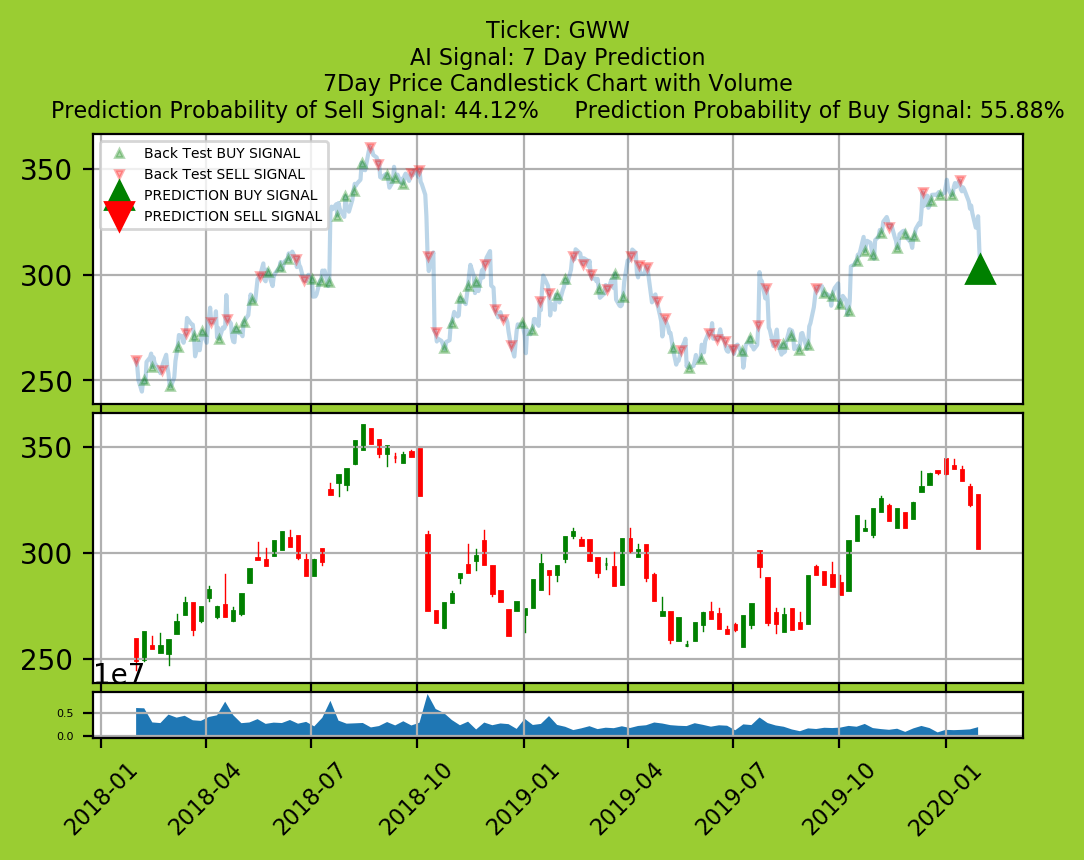 Ticker: GWW
AI Signal: 7 Day Prediction
7Day Price Candlestick Chart with Volume
Prediction Probability of Sell Signal: 44.12% Prediction Probability of Buy Signal: 55.88%
Back Test BUY SIGNAL
Back Test SELL SIGNAL
PREDICTION BUY SIGNAL
PREDICTION SELL SIGNAL
350
300
250
350
300
250
1e7
0.5
0.0
2018-01
2018-04
2018-07
2018-10
2019-01
2019-04
2019-07
2019-10
2020-01